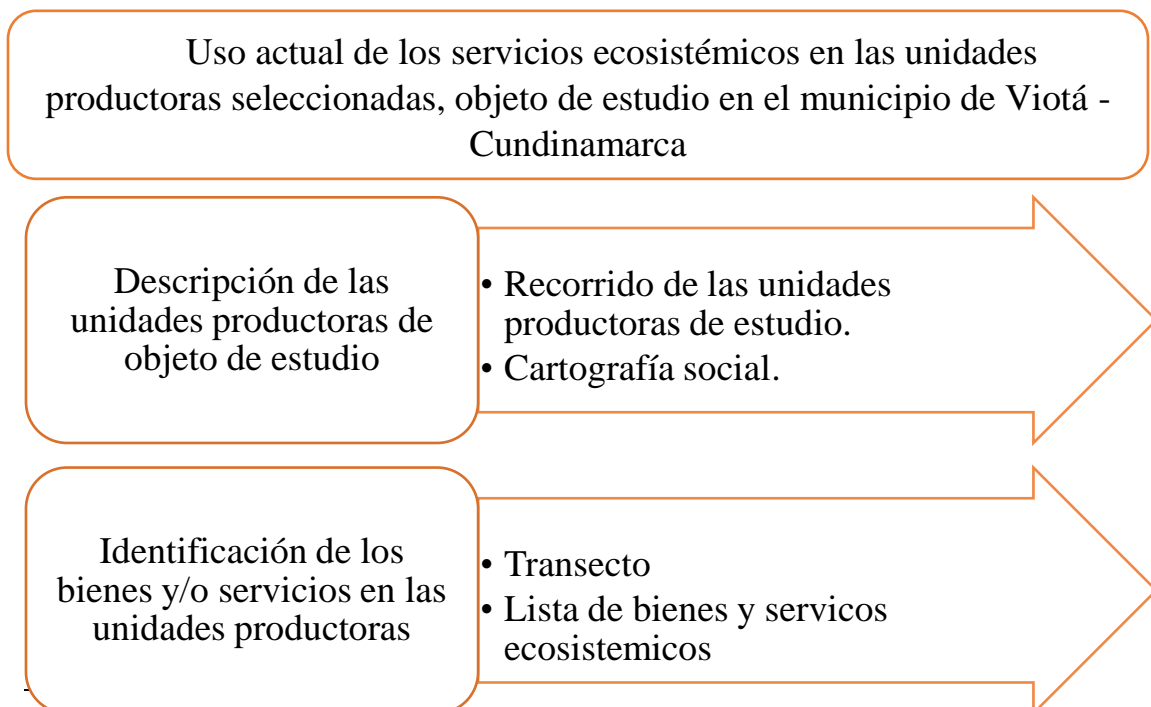 Uso actual de los servicios ecosistémicos en las unidades
productoras seleccionadas, objeto de estudio en el municipio de Viotá -
Cundinamarca
Descripción de las
unidades productoras de
objeto de estudio
• Recorrido de las unidades
productoras de estudio.
• Cartografía social.
Identificación de los
bienes y/o servicios en las
unidades productoras
• Transecto
• Lista de bienes y servicos
ecosistemicos